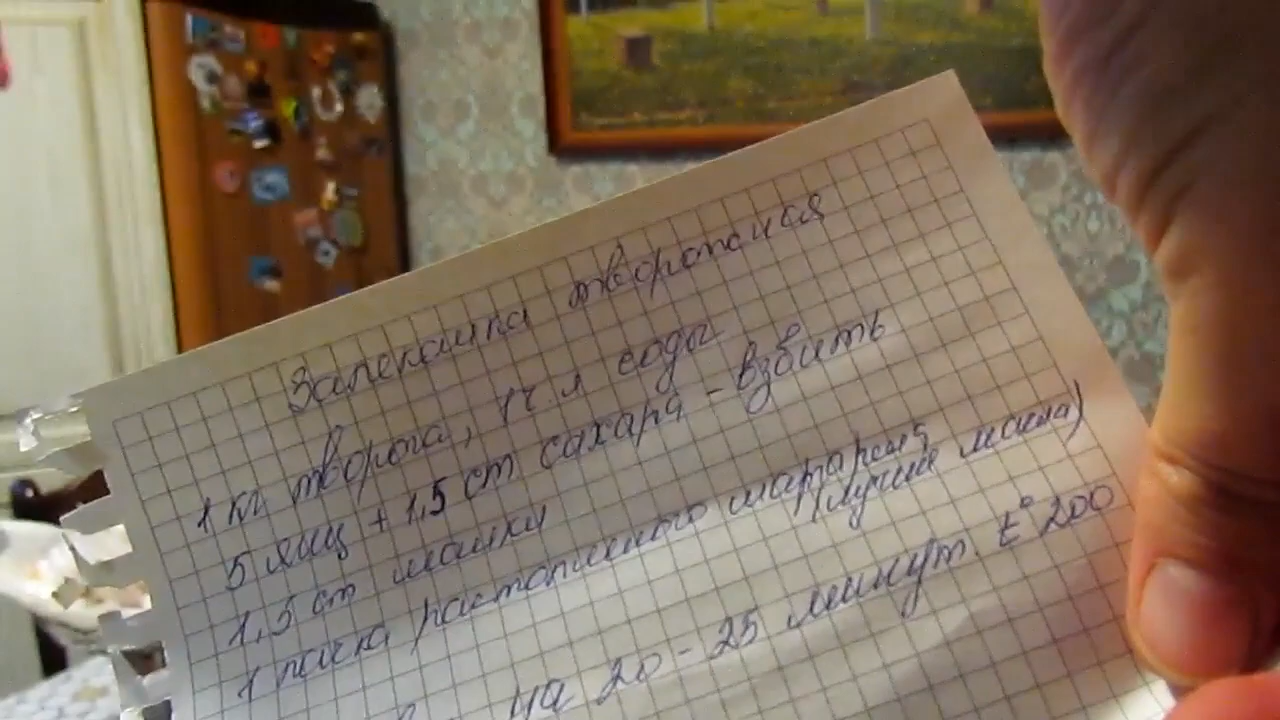 Запеканка творожная
1 кг творога, 1 ч.л соды
5 яиц + 1,5 ст сахара - взбить
1,5 ст манки
1 пачка растопленого маргарина
(лучше масла)
на 20 - 25 минут t° 200